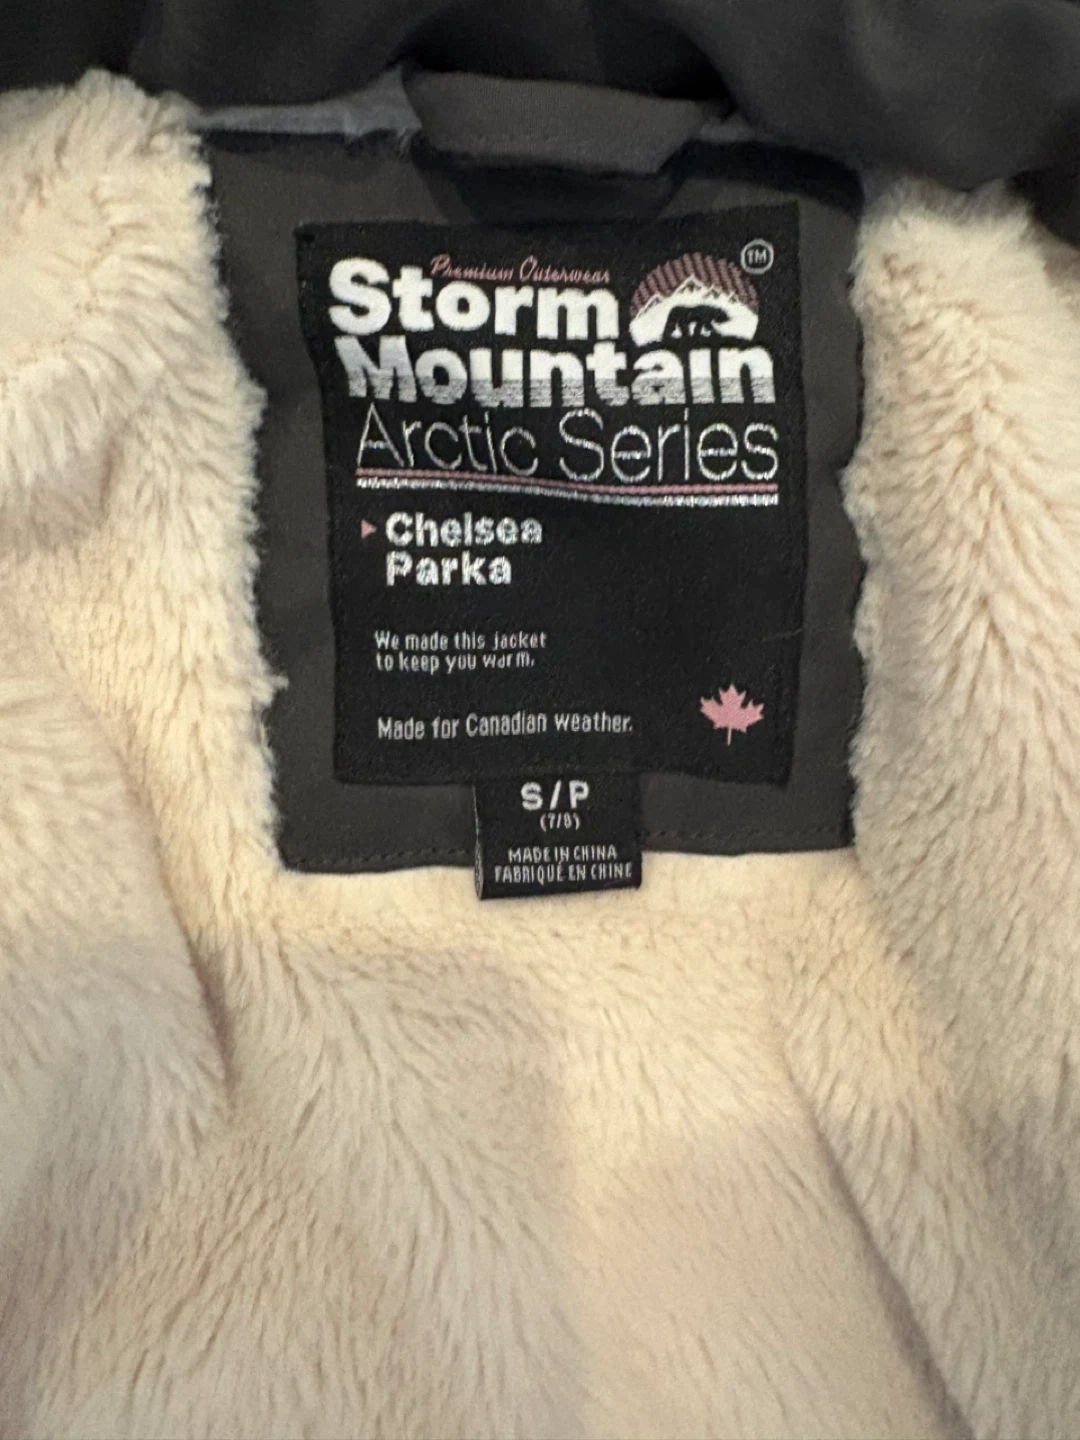 Premium Outerwear
Storm
Mountain
TM
Arctic Series
Chelsea
Parka
We made this jacket
to keep you warm.
Made for Canadian weather.
S/P
(7/8)
MADE IN CHINA
FABRIQUÉ EN CHINE